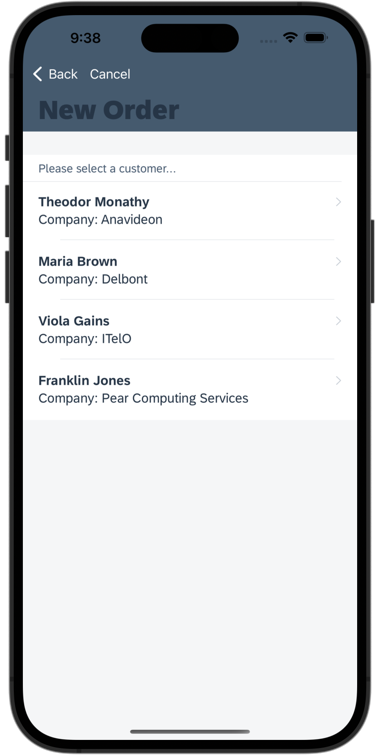 9:38
Back Cancel
New Order
Please select a customer...
Theodor Monathy
Company: Anavideon
Maria Brown
Company: Delbont
Viola Gains
Company: ITelO
Franklin Jones
Company: Pear Computing Services